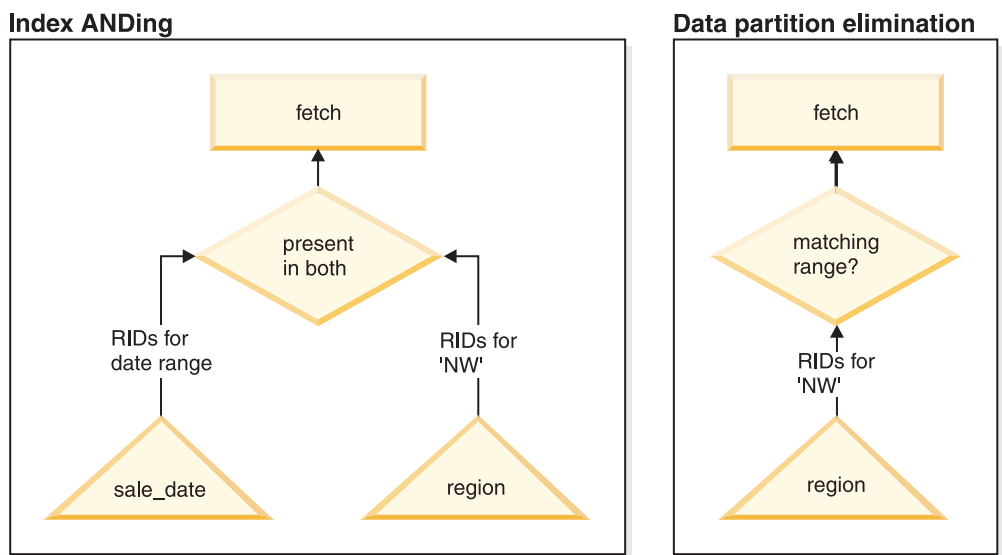 Index ANDing
fetch
present
in both
RIDs for
date range
RIDs for
'NW'
sale_date
region
Data partition elimination
fetch
matching
range?
RIDs for
'NW'
region